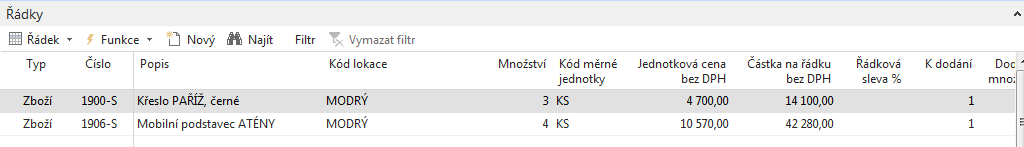 Řádky
Řádek Funkce Nový Najít Filtr Vymazat filtr
Typ Číslo Popis Kód lokace Množství Kód měrné jednotky Jednotková cena bez DPH Částka na řádku bez DPH Řádková sleva % K dodání Dod množ
Zboží 1900-S Křeslo PAŘÍŽ, černé MODRÝ 3 KS 4 700,00 14 100,00 1
Zboží 1906-S Mobilní podstavec ATÉNY MODRÝ 4 KS 10 570,00 42 280,00 1